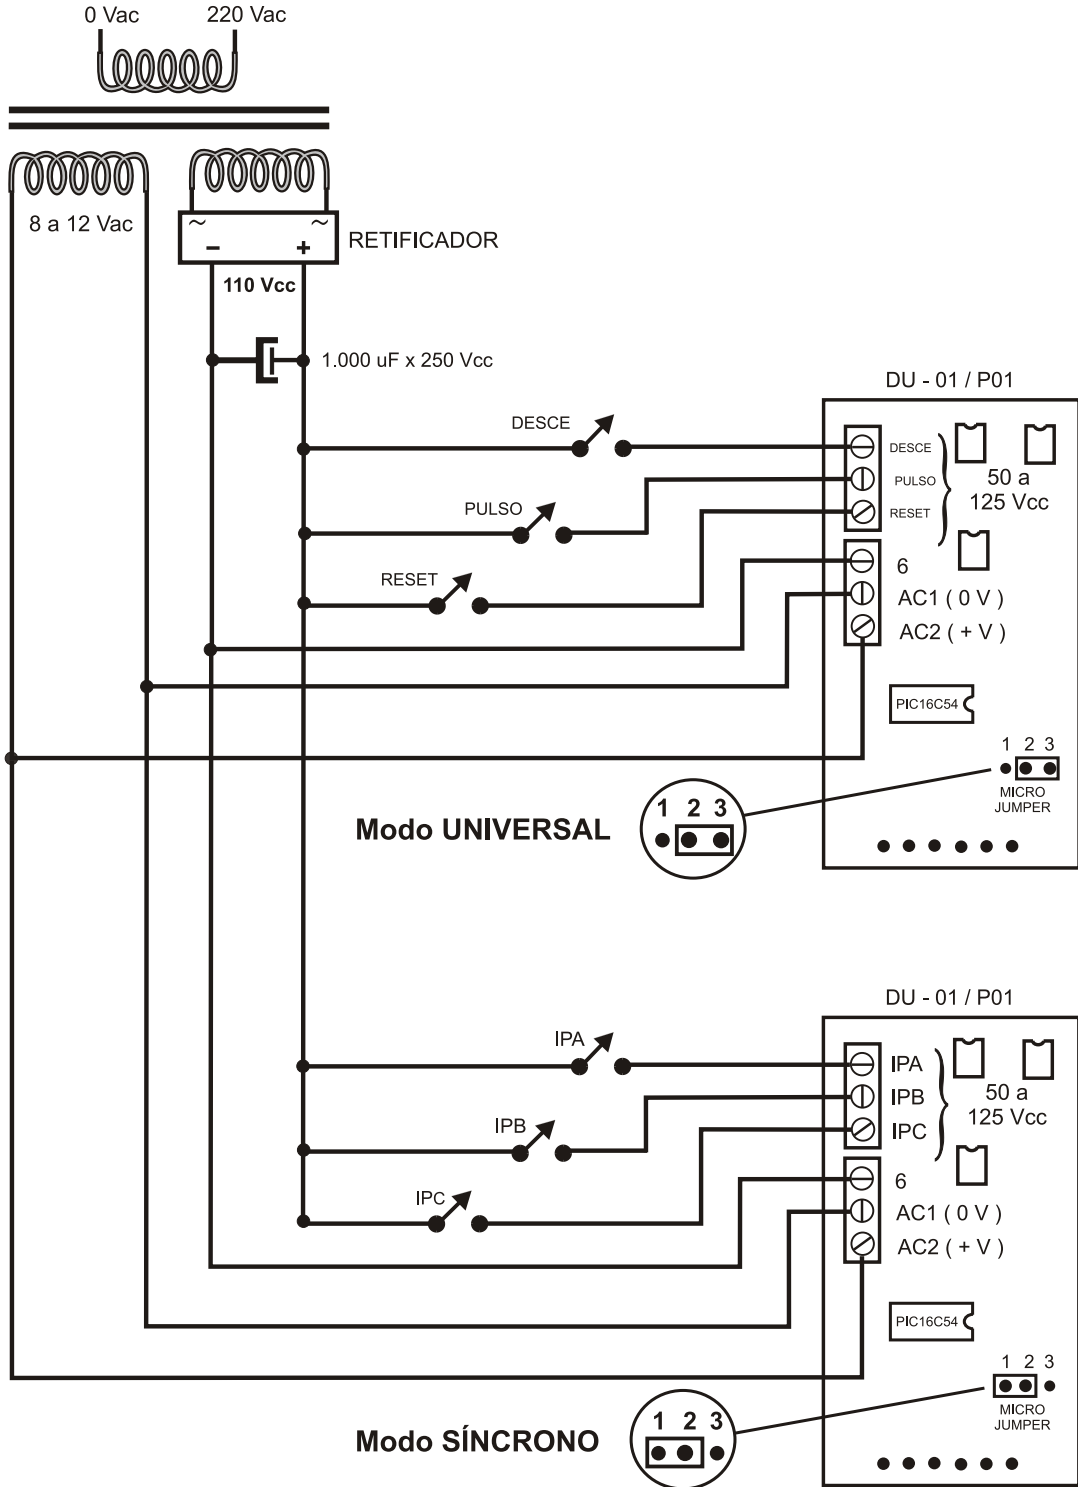 0 Vac 220 Vac
8 a 12 Vac
~ ~
- +
RETIFICADOR
110 Vcc
1.000 uF x 250 Vcc
DU - 01 / P01
DESCE
PULSO
RESET
DESCE
PULSO
RESET
50 a
125 Vcc
6
AC1 ( 0 V )
AC2 ( + V )
PIC16C54
1 2 3
MICRO
JUMPER
Modo UNIVERSAL
1 2 3
DU - 01 / P01
IPA
IPB
IPC
IPA
IPB
IPC
50 a
125 Vcc
6
AC1 ( 0 V )
AC2 ( + V )
PIC16C54
1 2 3
MICRO
JUMPER
Modo SÍNCRONO
1 2 3